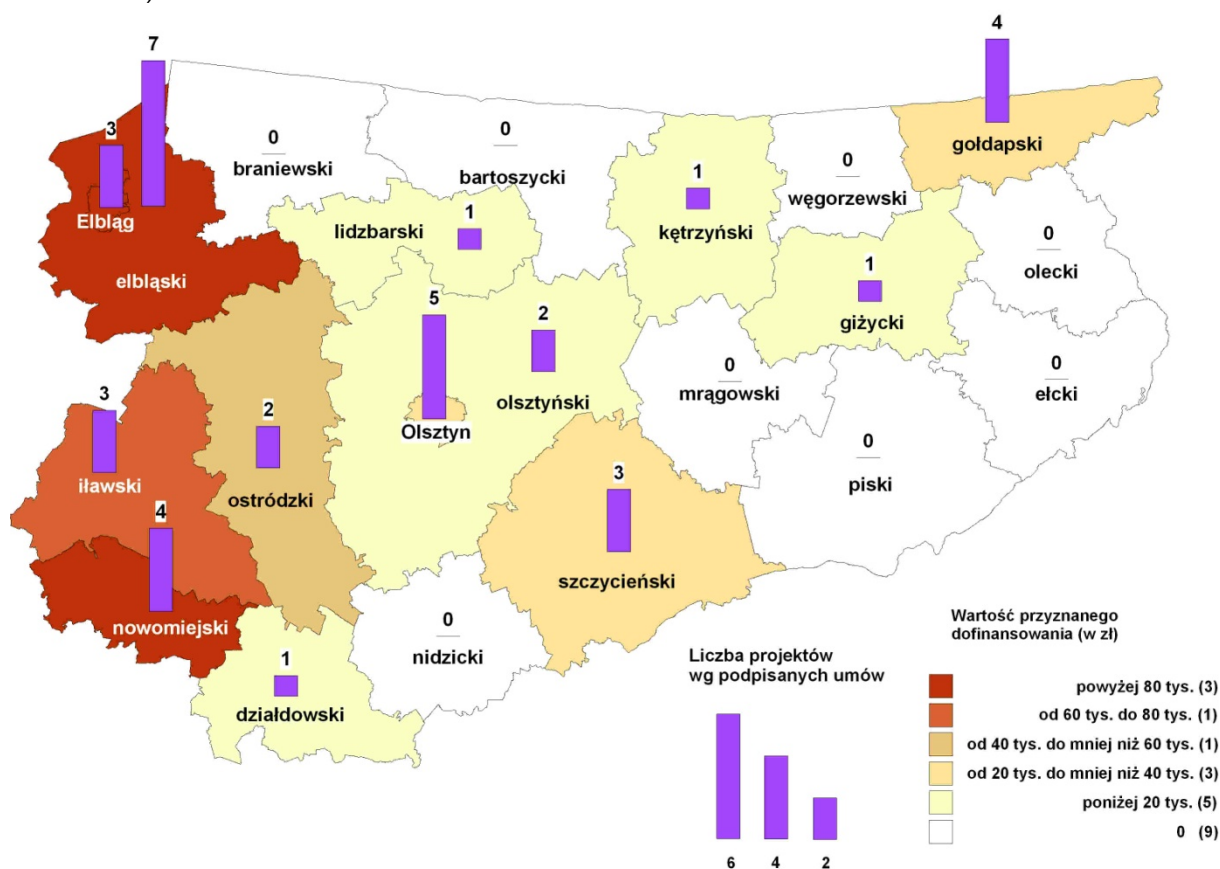 4
7
3
0
braniewski
0
bartoszycki
1
kętrzyński
0
węgorzewski
gołdapski
Elbląg
elbląski
lidzbarski
1
0
olecki
1
giżycki
5
2
olsztyński
Olsztyn
0
mrągowski
0
ełcki
3
iławski
2
ostródzki
0
piski
4
nowomiejski
3
szczycieński
0
nidzicki
1
działdowski
Liczba projektów
wg podpisanych umów
6 4 2
Wartość przyznanego
dofinansowania (w zł)
powyżej 80 tys. (3)
od 60 tys. do 80 tys. (1)
od 40 tys. do mniej niż 60 tys. (1)
od 20 tys. do mniej niż 40 tys. (3)
poniżej 20 tys. (5)
0 (9)